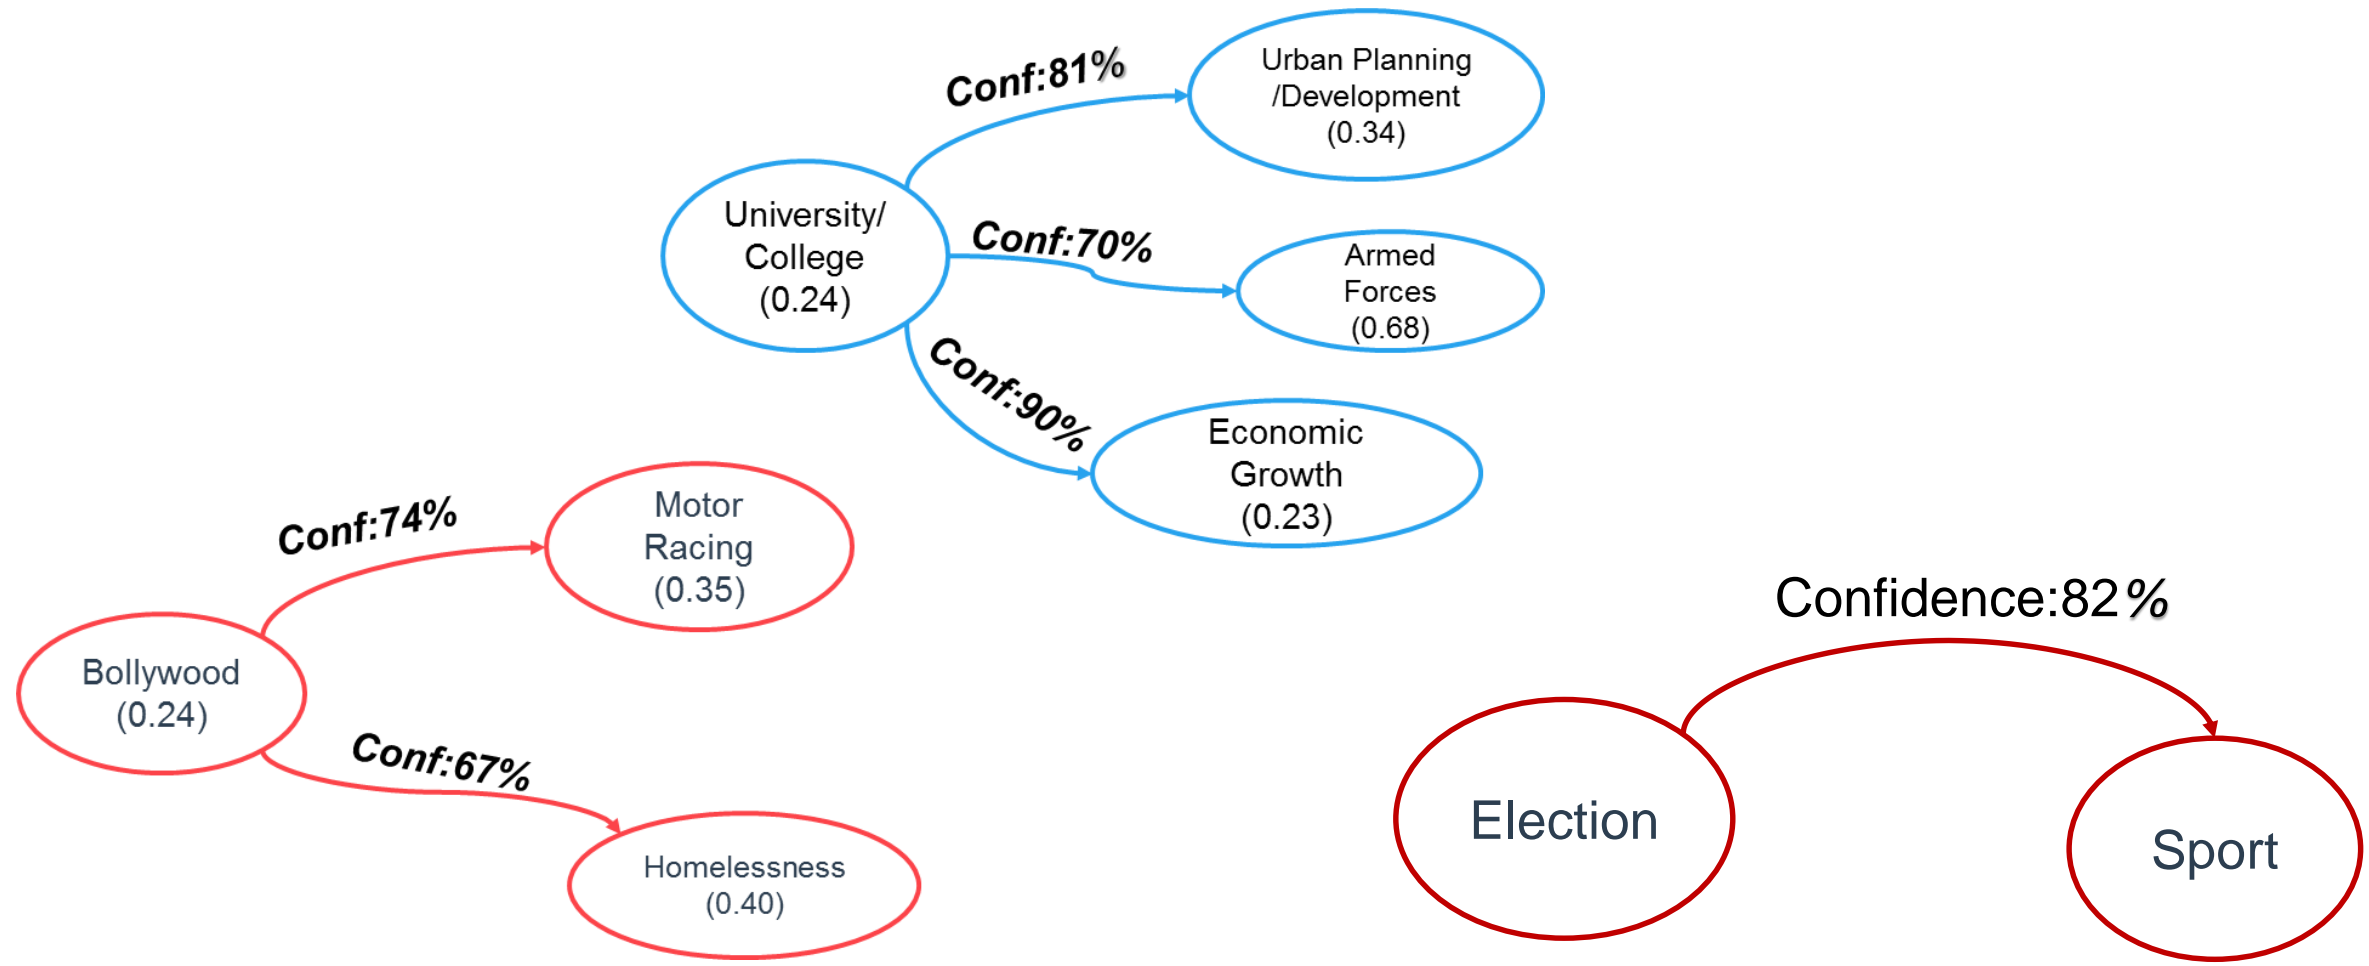 Conf:81%
Urban Planning
/Development
(0.34)
University/
College
(0.24)
Conf:70%
Armed
Forces
(0.68)
Conf:90%
Economic
Growth
(0.23)
Conf:74%
Motor
Racing
(0.35)
Bollywood
(0.24)
Conf:67%
Homelessness
(0.40)
Confidence:82%
Election
Sport